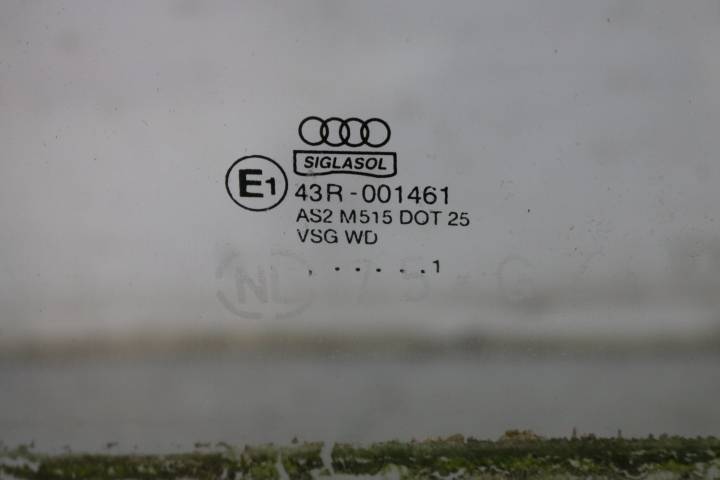 SIGLASOL
E1 43R-001461
AS2 M515 DOT 25
VSG WD
. . . . . . 1